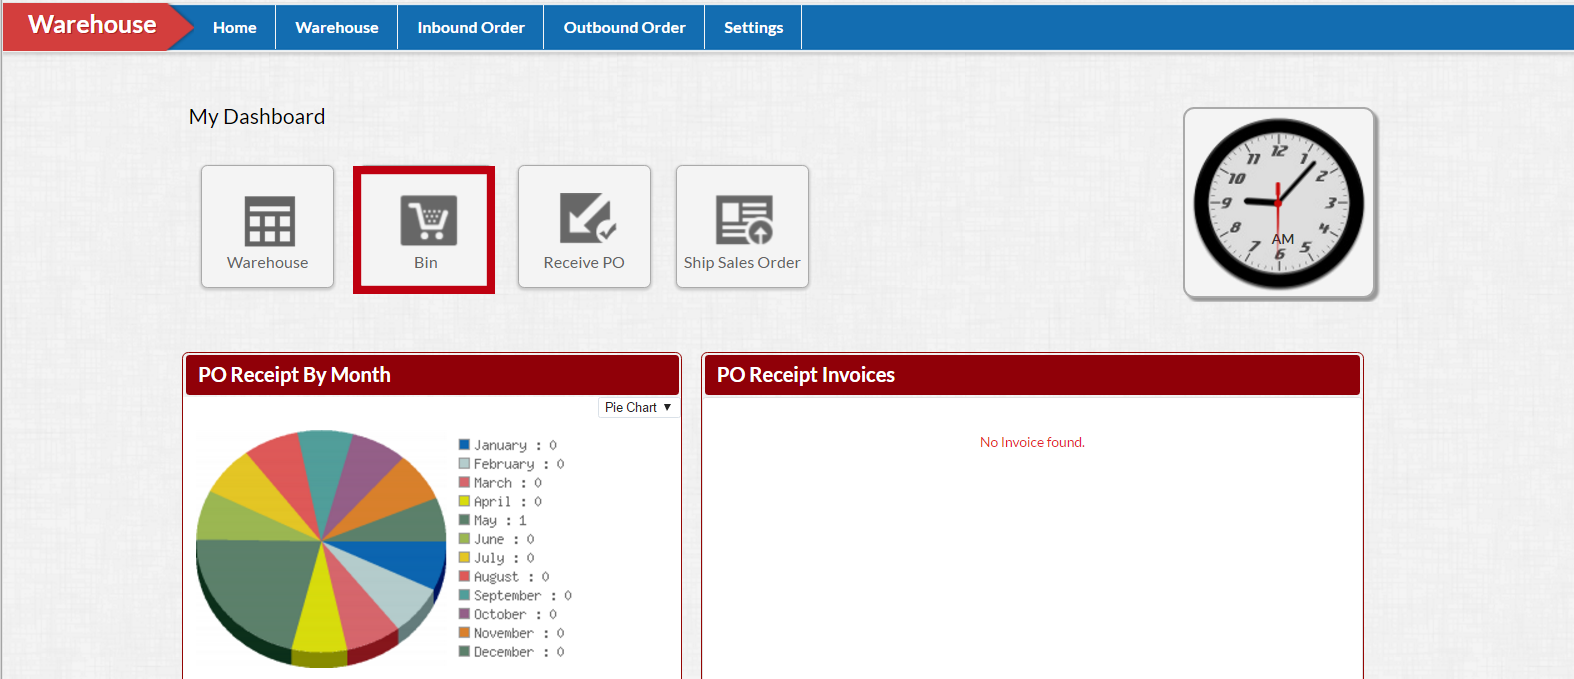 Warehouse
Home
Warehouse
Inbound Order
Outbound Order
Settings
My Dashboard
Warehouse
Bin
Receive PO
Ship Sales Order
12
1
2
3
4
5
6
7
8
9
10
11
AM
PO Receipt By Month
Pie Chart ▼
January : 0
February : 0
March : 0
April : 0
May : 1
June : 0
July : 0
August : 0
September : 0
October : 0
November : 0
December : 0
PO Receipt Invoices
No Invoice found.